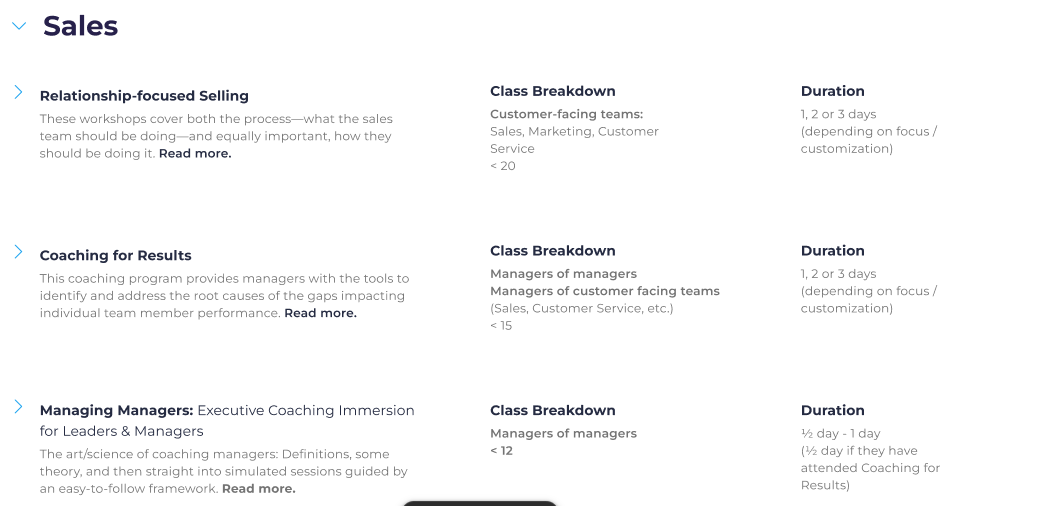 Sales
Relationship-focused Selling
These workshops cover both the process—what the sales
team should be doing—and equally important, how they
should be doing it. Read more.
Class Breakdown
Customer-facing teams:
Sales, Marketing, Customer
Service
< 20
Duration
1, 2 or 3 days
(depending on focus /
customization)
Coaching for Results
This coaching program provides managers with the tools to
identify and address the root causes of the gaps impacting
individual team member performance. Read more.
Class Breakdown
Managers of managers
Managers of customer facing teams
(Sales, Customer Service, etc.)
< 15
Duration
1, 2 or 3 days
(depending on focus /
customization)
Managing Managers: Executive Coaching Immersion
for Leaders & Managers
The art/science of coaching managers: Definitions, some
theory, and then straight into simulated sessions guided by
an easy-to-follow framework. Read more.
Class Breakdown
Managers of managers
< 12
Duration
½ day - 1 day
(½ day if they have
attended Coaching for
Results)